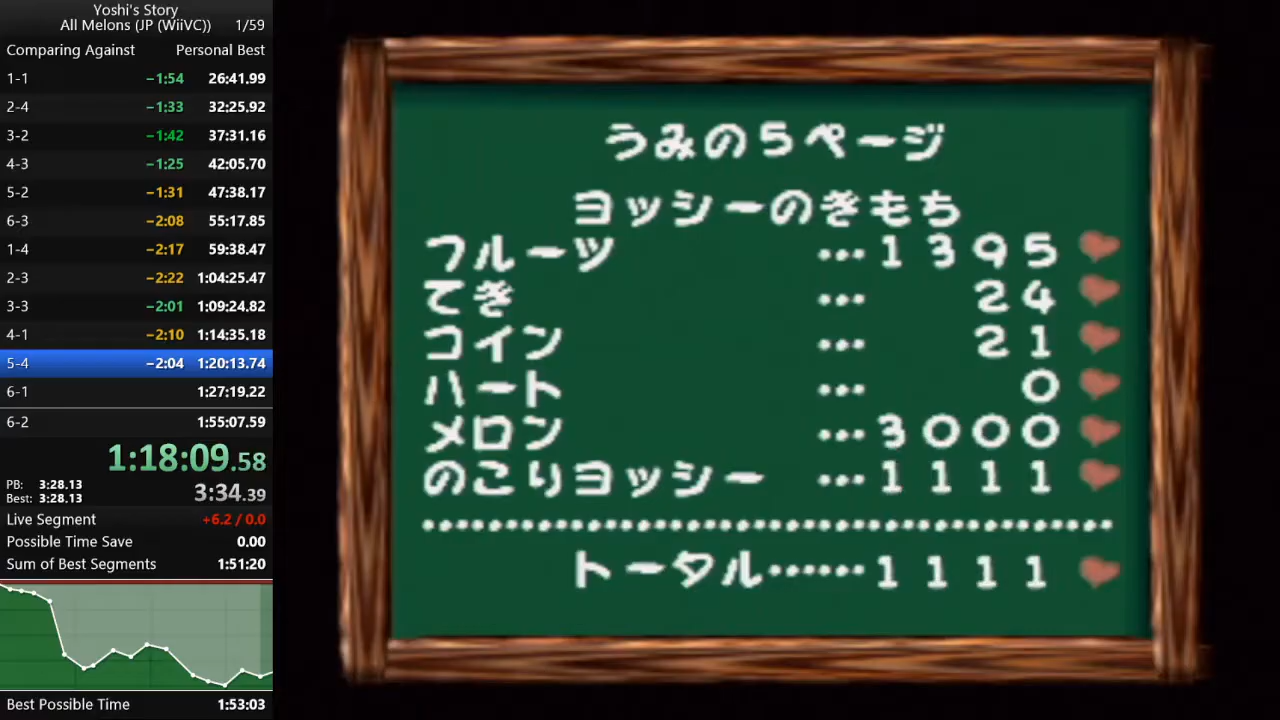 Yoshi's Story
All Melons (JP (WiiVC)) 1/59
Comparing Against Personal Best
1-1 −1:54 26:41.99
2-4 −1:33 32:25.92
3-2 −1:42 37:31.16
4-3 −1:25 42:05.70
5-2 −1:31 47:38.17
6-3 −2:08 55:17.85
1-4 −2:17 59:38.47
2-3 −2:22 1:04:25.47
3-3 −2:01 1:09:24.82
4-1 −2:10 1:14:35.18
5-4 −2:04 1:20:13.74
6-1 1:27:19.22
6-2 1:55:07.59
1:18:09.58
PB: 3:28.13
Best: 3:28.13
3:34.39
Live Segment +6.2 / 0.0
Possible Time Save 0.00
Sum of Best Segments 1:51:20
Best Possible Time 1:53:03
うみの5ページ
ヨッシーのきもち
フルーツ …1395
てき … 24
コイン … 21
ハート … 0
メロン …3000
のこりヨッシー …1111
トータル……1111